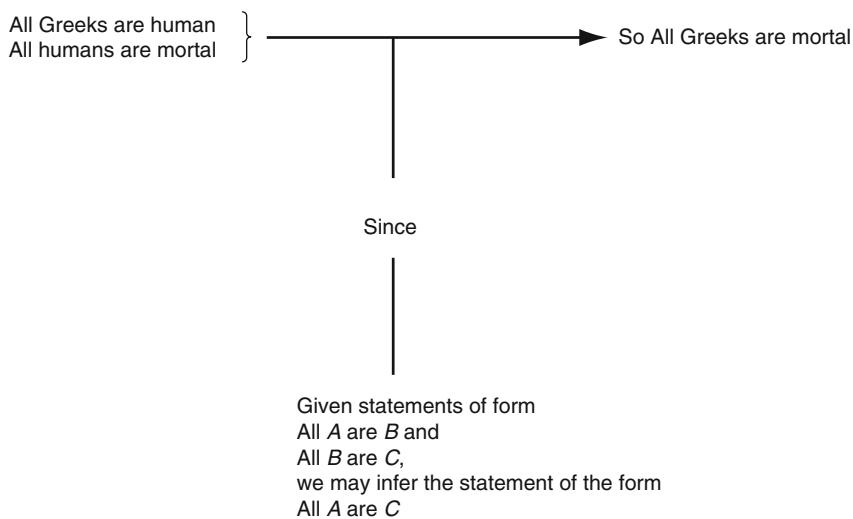 All Greeks are human
All humans are mortal
So All Greeks are mortal
Since
Given statements of form
All A are B and
All B are C,
we may infer the statement of the form
All A are C